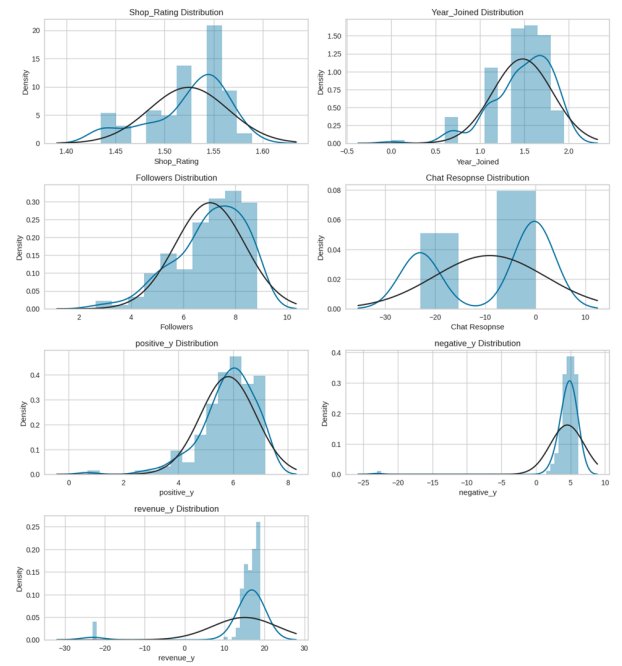 Shop_Rating Distribution
20
15
10
5
0
Density
1.40 1.45 1.50 1.55 1.60
Shop_Rating
Year_Joined Distribution
1.50
1.25
1.00
0.75
0.50
0.25
0.00
Density
−0.5 0.0 0.5 1.0 1.5 2.0
Year_Joined
Followers Distribution
0.30
0.25
0.20
0.15
0.10
0.05
0.00
Density
2 4 6 8 10
Followers
Chat Resopnse Distribution
0.08
0.06
0.04
0.02
0.00
Density
−30 −20 −10 0 10
Chat Resopnse
positive_y Distribution
0.4
0.3
0.2
0.1
0.0
Density
0 2 4 6 8
positive_y
negative_y Distribution
0.4
0.3
0.2
0.1
0.0
Density
−25 −20 −15 −10 −5 0 5 10
negative_y
revenue_y Distribution
0.25
0.20
0.15
0.10
0.05
0.00
Density
−30 −20 −10 0 10 20 30
revenue_y